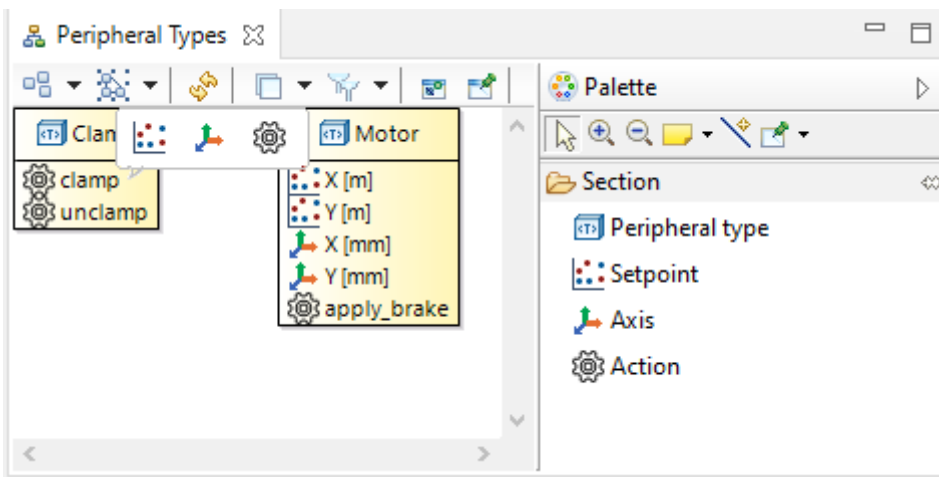 Peripheral Types
Palette
Clam
Motor
clamp
unclamp
X [m]
Y [m]
X [mm]
Y [mm]
apply_brake
Section
<T> Peripheral type
Setpoint
Axis
Action